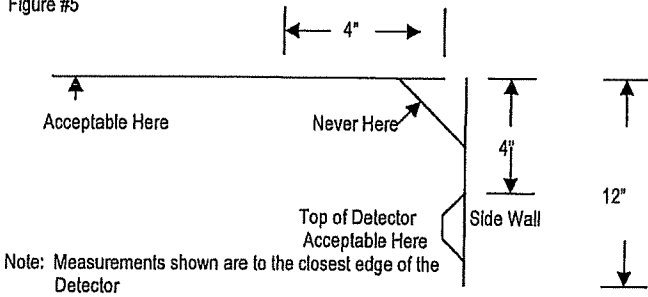 Figure #5
4"
Acceptable Here
Never Here
4"
12"
Top of Detector
Acceptable Here
Side Wall
Note: Measurements shown are to the closest edge of the
Detector